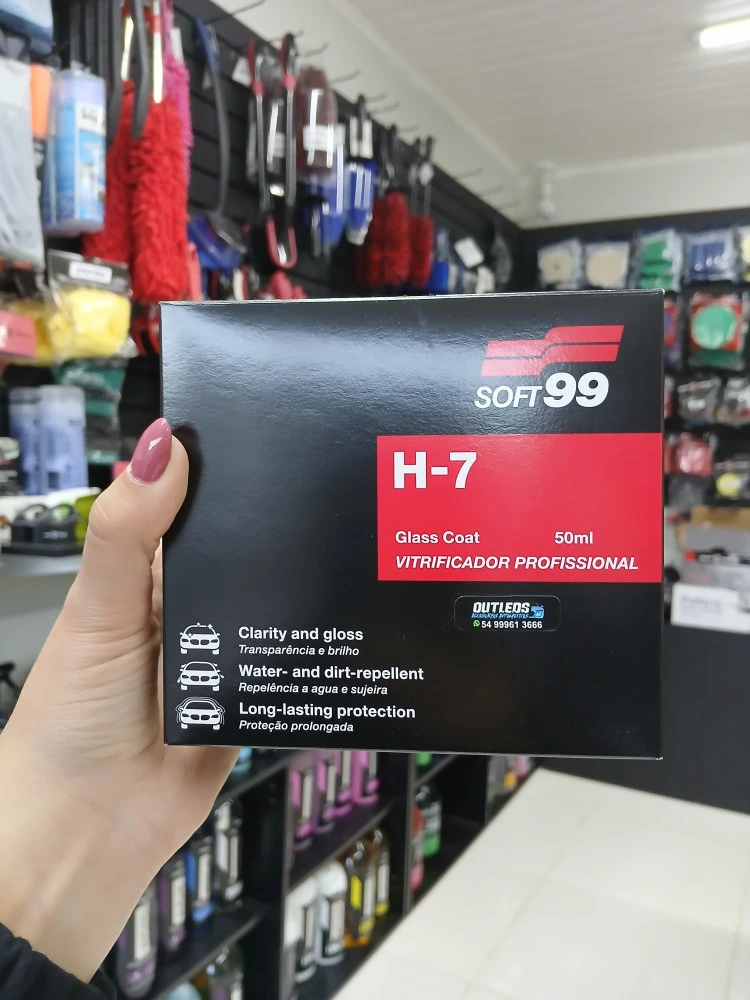 SOFT99
H-7
Glass Coat 50ml
VITRIFICADOR PROFISSIONAL
OUTLEDS
54 99961 3666
Clarity and gloss
Transparência e brilho
Water- and dirt-repellent
Repelência a agua e sujeira
Long-lasting protection
Proteção prolongada